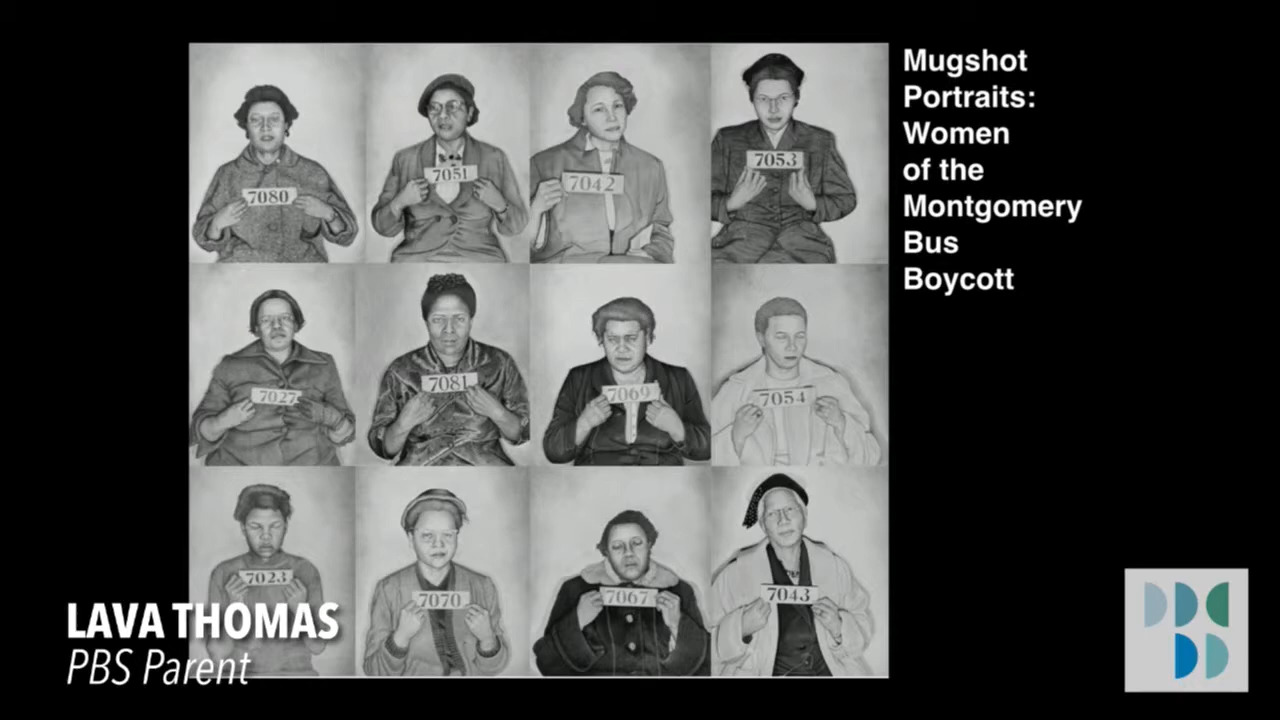 Mugshot
Portraits:
Women
of the
Montgomery
Bus
Boycott
7080
7051
7042
7053
7027
7081
7069
7054
7023
7070
7067
7043
LAVA THOMAS
PBS Parent